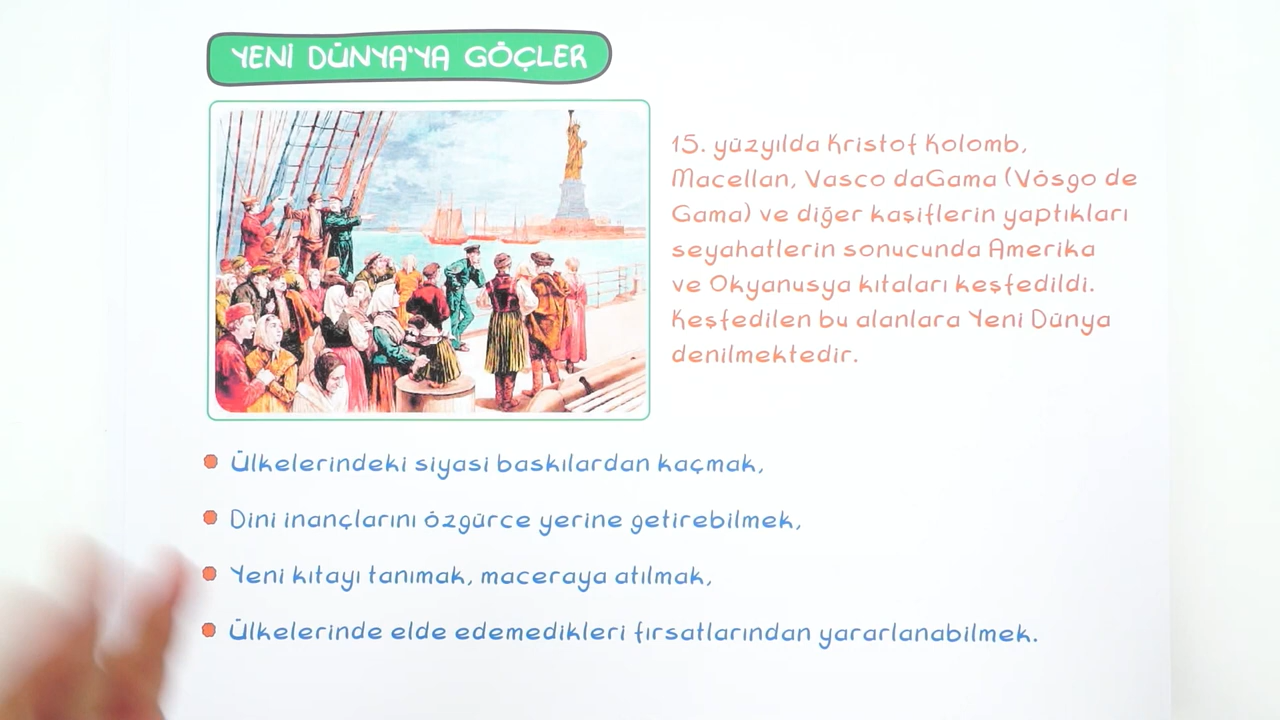 YENİ DÜNYA'YA GÖÇLER
15. yüzyılda Kristof Kolomb,
Macellan, Vasco daGama (Vósgo de
Gama) ve diğer kaşiflerin yaptıkları
seyahatlerin sonucunda Amerika
ve Okyanusya kıtaları keşfedildi.
Keşfedilen bu alanlara Yeni Dünya
denilmektedir.
Ülkelerindeki siyasi baskılardan kaçmak,
Dini inançlarını özgürce yerine getirebilmek,
Yeni kıtayı tanımak, maceraya atılmak,
Ülkelerinde elde edemedikleri fırsatlarından yararlanabilmek.